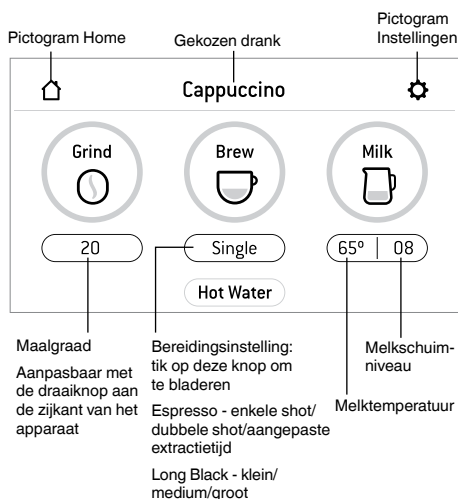 Pictogram Home
Gekozen drank
Pictogram
Instellingen
Cappuccino
Grind
Brew
Milk
20
Single
65º | 08
Hot Water
Maalgraad
Aanpasbaar met
de draaiknop aan
de zijkant van het
apparaat
Bereidingsinstelling:
tik op deze knop om
te bladeren
Espresso - enkele shot/
dubbele shot/aangepaste
extractietijd
Long Black - klein/
medium/groot
Melkschuim-
niveau
Melktemperatuur